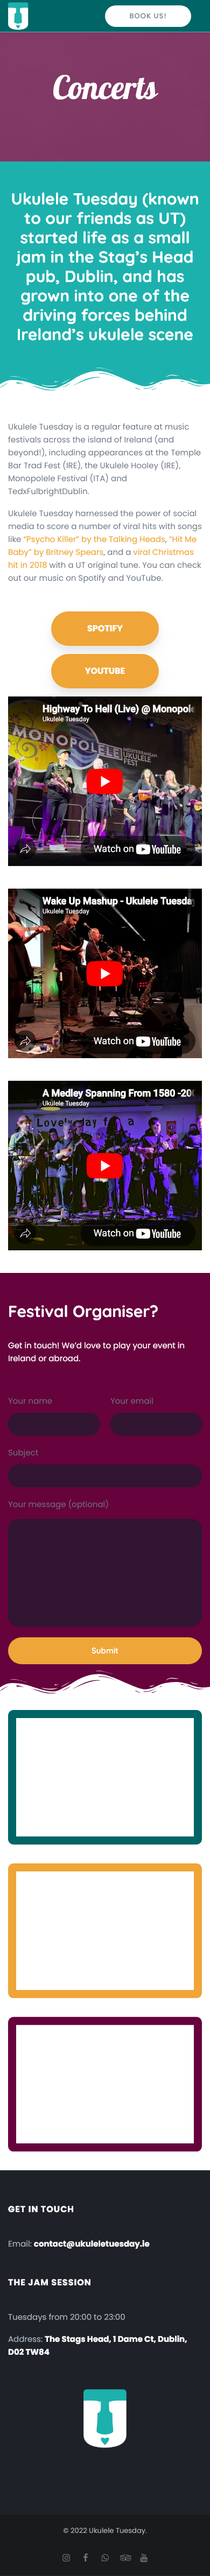 BOOK US!
Concerts
Ukulele Tuesday (known
to our friends as UT)
started life as a small
jam in the Stag's Head
pub, Dublin, and has
grown into one of the
driving forces behind
Ireland's ukulele scene
Ukulele Tuesday is a regular feature at music
festivals across the island of Ireland (and
beyond!), including appearances at the Temple
Bar Trad Fest (IRE), the Ukulele Hooley (IRE),
Monopole Festival (ITA) and
TedxFulbrightDublin.
Ukulele Tuesday harnessed the power of social
media to score a number of viral hits with songs
like "Psycho Killer" by the Talking Heads, "Hit Me
Baby" by Britney Spears, and a viral Christmas
hit in 2018 with a UT original tune. You can check
out our music on Spotify and YouTube.
SPOTIFY
YOUTUBE
Highway To Hell (Live) @ Monopole
Ukulele Tuesday
Watch on YouTube
Wake Up Mashup - Ukulele Tuesday
Ukulele Tuesday
Watch on YouTube
A Medley Spanning From 1580 -200
Ukulele Tuesday
Watch on YouTube
Festival Organiser?
Get in touch! We'd love to play your event in
Ireland or abroad.
Your name
Your email
Subject
Your message (optional)
Submit
GET IN TOUCH
Email: contact@ukuleletuesday.ie
THE JAM SESSION
Tuesdays from 20:00 to 23:00
Address: The Stags Head, 1 Dame Ct, Dublin,
D02 TW84
© 2022 Ukulele Tuesday.